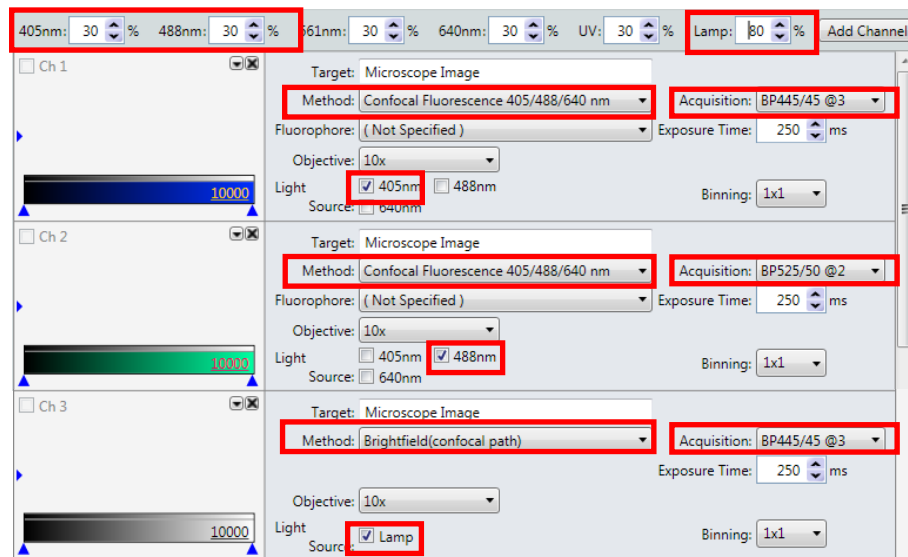 405nm: 30 % 488nm: 30 % 561nm: 30 % 640nm: 30 % UV: 30 % Lamp: 80 % Add Channel
Ch 1
Target: Microscope Image
Method: Confocal Fluorescence 405/488/640 nm Acquisition: BP445/45 @3
Fluorophore: ( Not Specified ) Exposure Time: 250 ms
Objective: 10x
10000
Light Source: 405nm 488nm
640nm
Binning: 1x1
Ch 2
Target: Microscope Image
Method: Confocal Fluorescence 405/488/640 nm Acquisition: BP525/50 @2
Fluorophore: ( Not Specified ) Exposure Time: 250 ms
Objective: 10x
10000
Light Source: 405nm 488nm
640nm
Binning: 1x1
Ch 3
Target: Microscope Image
Method: Brightfield(confocal path) Acquisition: BP445/45 @3
Exposure Time: 250 ms
Objective: 10x
10000
Light Source: Lamp
Binning: 1x1